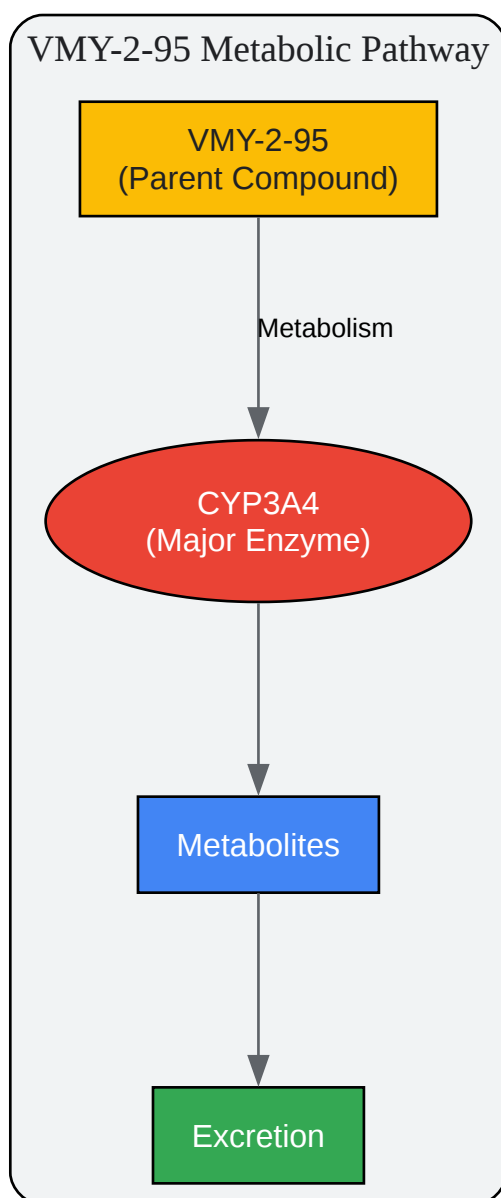 VMY-2-95 Metabolic Pathway
VMY-2-95
(Parent Compound)
Metabolism
CYP3A4
(Major Enzyme)
Metabolites
Excretion